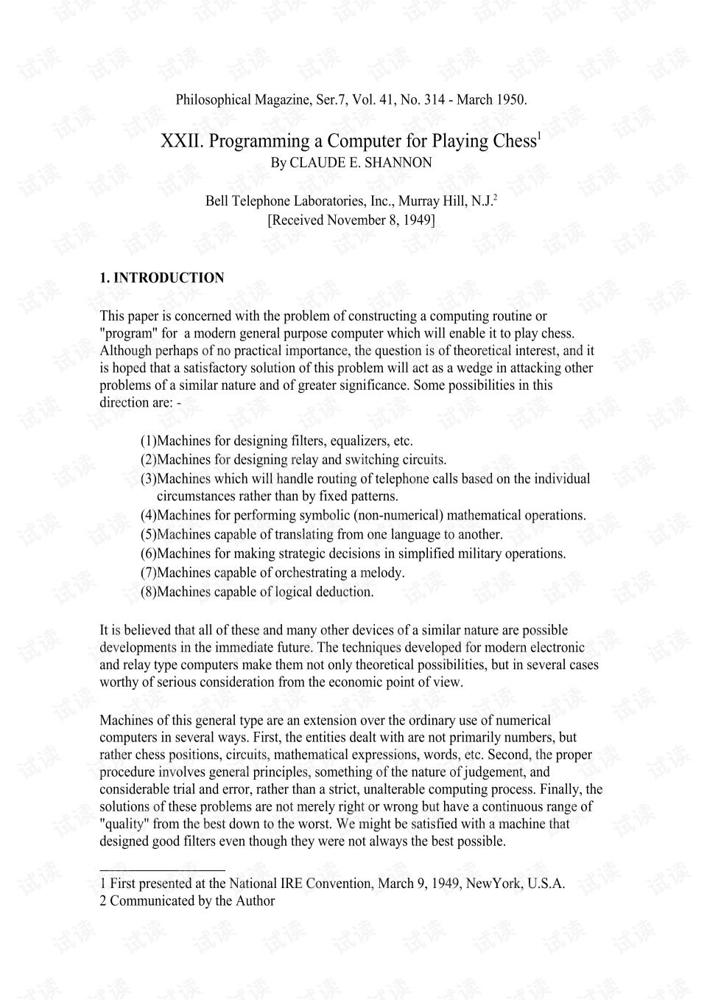 Philosophical Magazine, Ser.7, Vol. 41, No. 314 - March 1950.
XXII. Programming a Computer for Playing Chess1
By CLAUDE E. SHANNON
Bell Telephone Laboratories, Inc., Murray Hill, N.J.2
[Received November 8, 1949]
1. INTRODUCTION
This paper is concerned with the problem of constructing a computing routine or
"program" for  a modern general purpose computer which will enable it to play chess.
Although perhaps of no practical importance, the question is of theoretical interest, and it
is hoped that a satisfactory solution of this problem will act as a wedge in attacking other
problems of a similar nature and of greater significance. Some possibilities in this
direction are: -
(1)Machines for designing filters, equalizers, etc.
(2)Machines for designing relay and switching circuits.
(3)Machines which will handle routing of telephone calls based on the individual
circumstances rather than by fixed patterns.
(4)Machines for performing symbolic (non-numerical) mathematical operations.
(5)Machines capable of translating from one language to another.
(6)Machines for making strategic decisions in simplified military operations.
(7)Machines capable of orchestrating a melody.
(8)Machines capable of logical deduction.
It is believed that all of these and many other devices of a similar nature are possible
developments in the immediate future. The techniques developed for modern electronic
and relay type computers make them not only theoretical possibilities, but in several cases
worthy of serious consideration from the economic point of view.
Machines of this general type are an extension over the ordinary use of numerical
computers in several ways. First, the entities dealt with are not primarily numbers, but
rather chess positions, circuits, mathematical expressions, words, etc. Second, the proper
procedure involves general principles, something of the nature of judgement, and
considerable trial and error, rather than a strict, unalterable computing process. Finally, the
solutions of these problems are not merely right or wrong but have a continuous range of
"quality" from the best down to the worst. We might be satisfied with a machine that
designed good filters even though they were not always the best possible.
1 First presented at the National IRE Convention, March 9, 1949, NewYork, U.S.A.
2 Communicated by the Author
试读